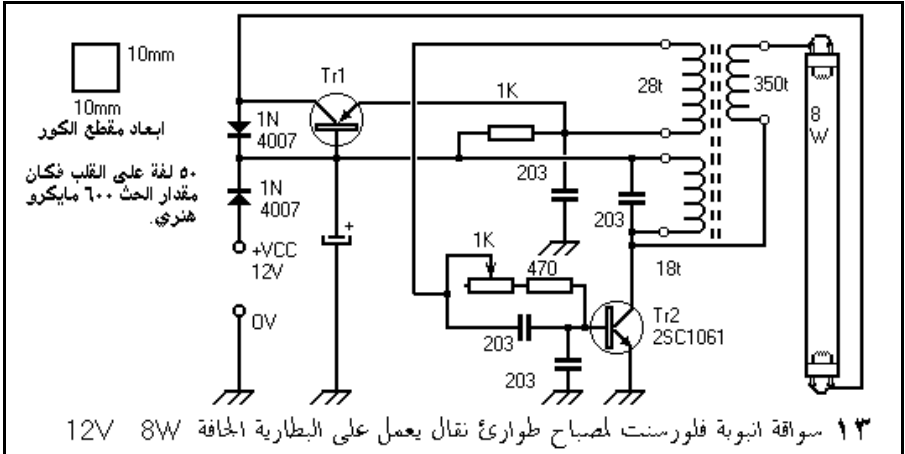 10mm
10mm
ابعاد مقطع الكور
٥٠ لفة على القلب فكان
مقدار الحث ٦٠٠ مايكرو
هنري.
1N
4007
1N
4007
+VCC
12V
0V
Tr1
+
1K
203
203
1K
470
203
203
28t
350t
18t
Tr2
2SC1061
8
W
١٣ سواقة انبوبة فلورسنت لمصباح طوارئ نقال يعمل على البطارية الجافة 12V 8W